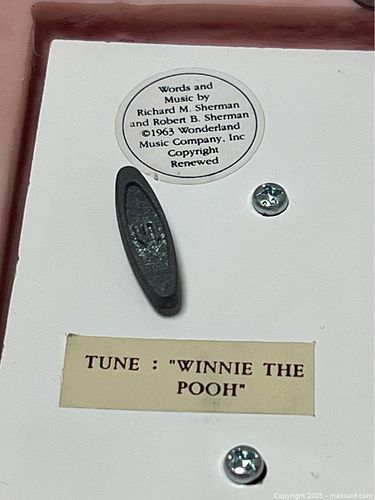 Words and
Music by
Richard M. Sherman
and Robert B. Sherman
©1963 Wonderland
Music Company, Inc
Copyright
Renewed
TUNE : "WINNIE THE
POOH"
Copyright 2025 - maxsold.com